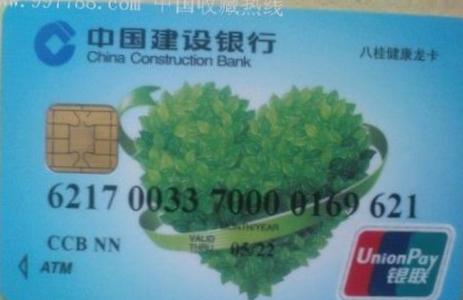 www.997788.com 中国收藏热线
中国建设银行
China Construction Bank
八桂健康龙卡
6217 0033 7000 0169 621
MONTH/YEAR
CCB NN
VALID
THRU
05/22
ATM
UnionPay
银联